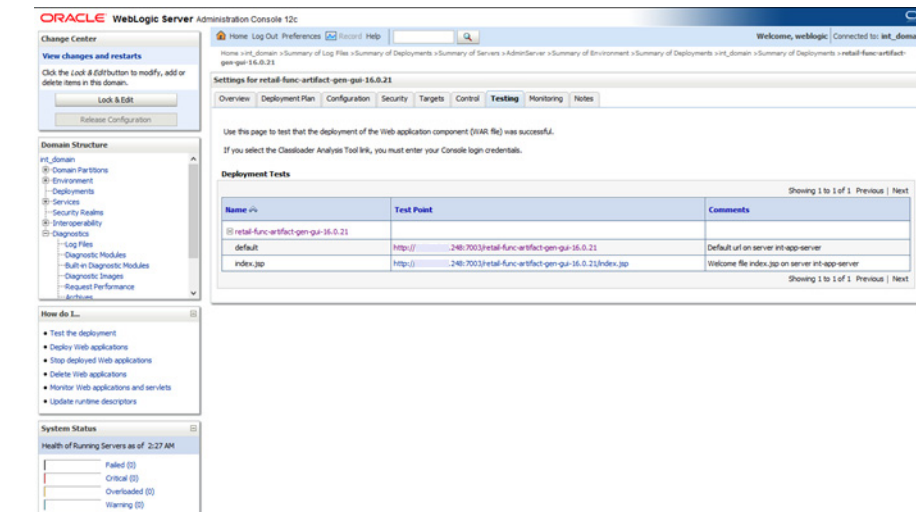 ORACLE WebLogic Server Administration Console 12c
Change Center
View changes and restarts
Click the Lock & Edit button to modify, add or
delete items in this domain.
Lock & Edit
Release Configuration
Domain Structure
int_domain
Domain Partitions
Environment
Deployments
Services
Security Realms
Interoperability
Diagnostics
Log Files
Diagnostic Modules
Built-in Diagnostic Modules
Diagnostic Images
Request Performance
Archives
How do I...
Test the deployment
Deploy Web applications
Stop deployed Web applications
Delete Web applications
Monitor Web applications and servlets
Update runtime descriptors
System Status
Health of Running Servers as of 2:27 AM
Failed (0)
Critical (0)
Overloaded (0)
Warning (0)
Home Log Out Preferences Record Help
Welcome, weblogic Connected to: int_doma
Home >int_domain >Summary of Log Files >Summary of Deployments >Summary of Servers >AdminServer >Summary of Environment >Summary of Deployments >int_domain >Summary of Deployments >retail-func-artifact-
gen-gui-16.0.21
Settings for retail-func-artifact-gen-gui-16.0.21
Overview Deployment Plan Configuration Security Targets Control Testing Monitoring Notes
Use this page to test that the deployment of the Web application component (WAR file) was successful.
If you select the Classloader Analysis Tool link, you must enter your Console login credentials.
Deployment Tests
Showing 1 to 1 of 1 Previous | Next
Name Test Point Comments
retail-func-artifact-gen-gui-16.0.21
default http:// .248:7003/retail-func-artifact-gen-gui-16.0.21 Default url on server int-app-server
index.jsp http:// .248:7003/retail-func-artifact-gen-gui-16.0.21/index.jsp Welcome file index.jsp on server int-app-server
Showing 1 to 1 of 1 Previous | Next